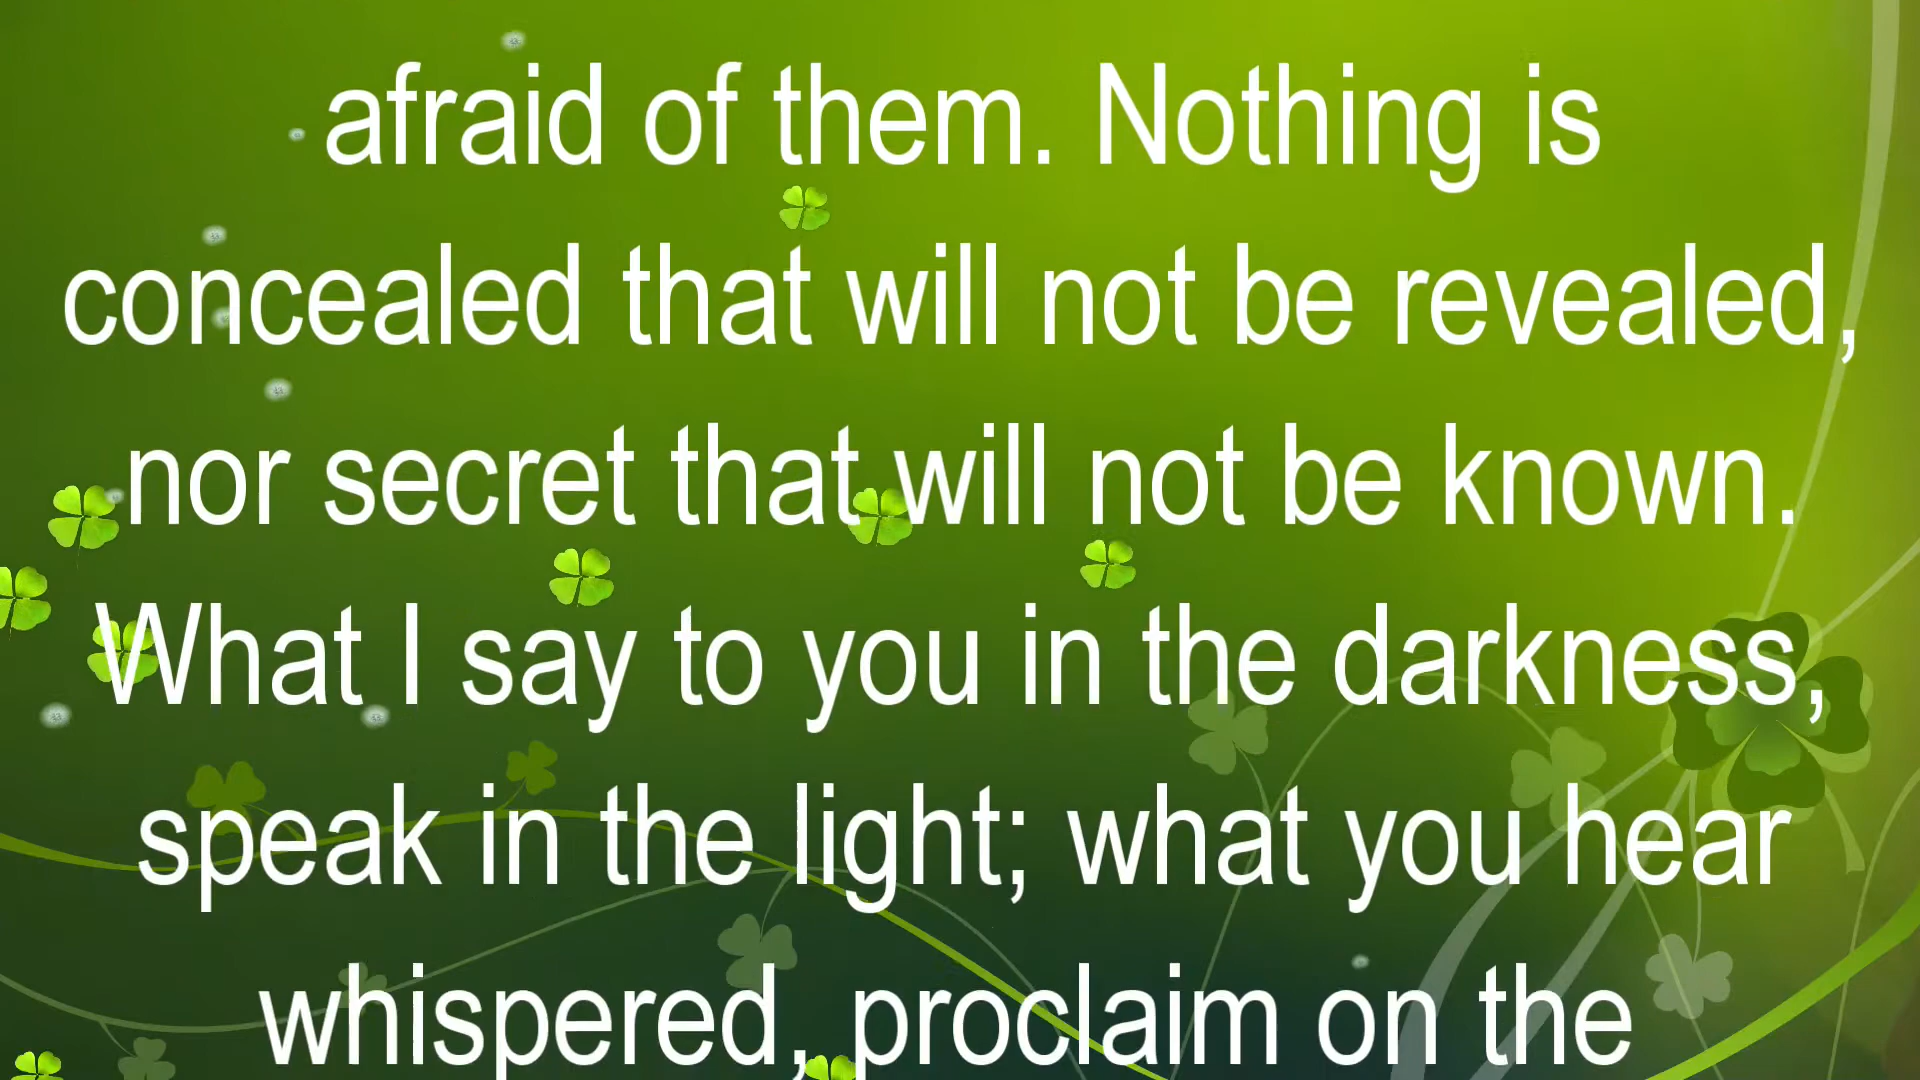 afraid of them. Nothing is
concealed that will not be revealed,
nor secret that will not be known.
What I say to you in the darkness,
speak in the light; what you hear
whispered, proclaim on the